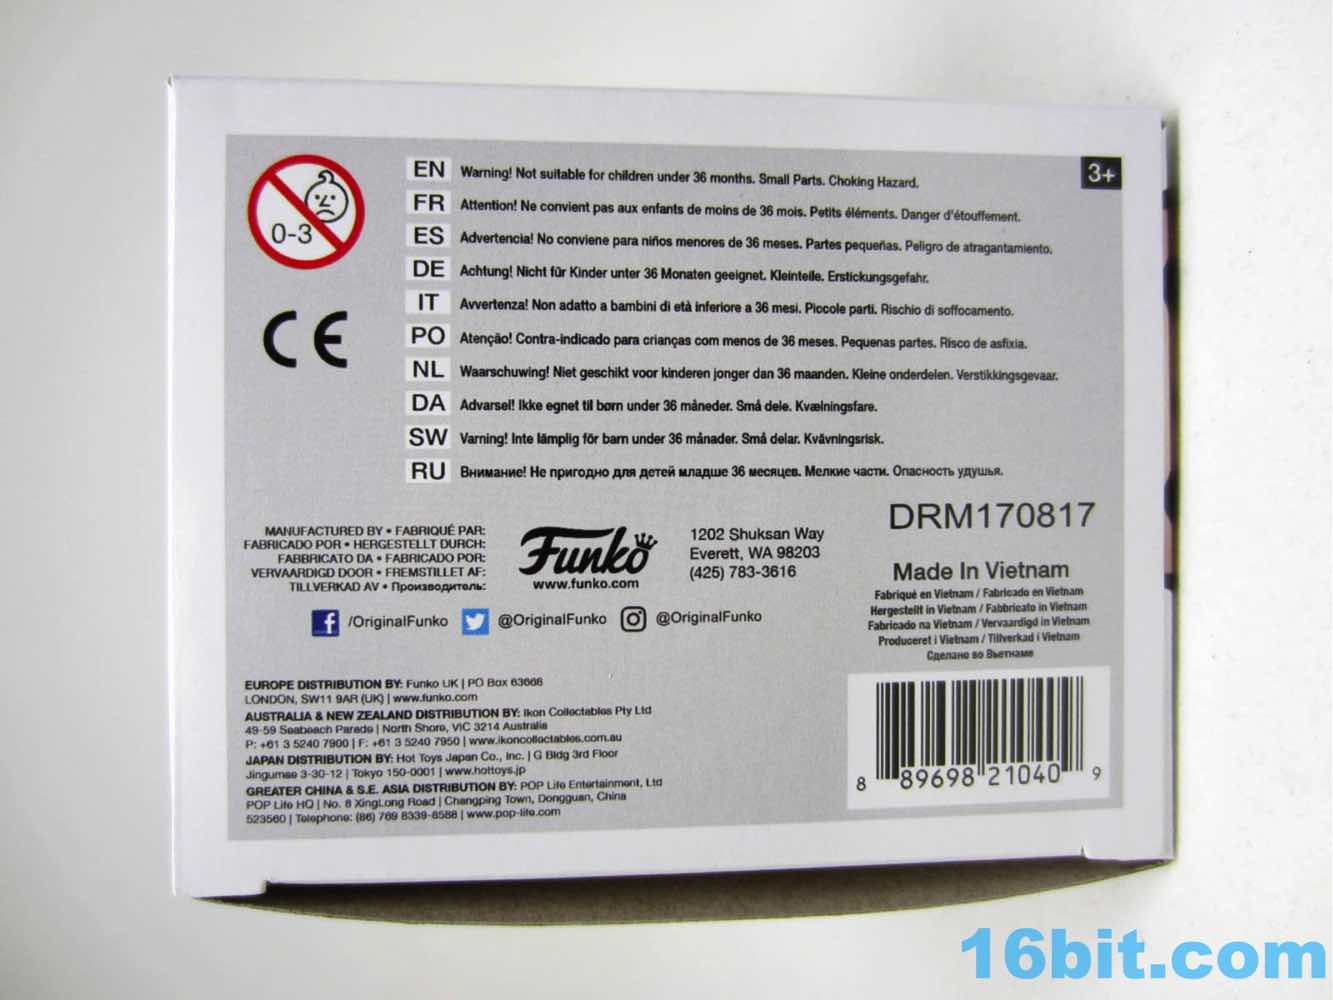 0-3
3+
EN Warning! Not suitable for children under 36 months. Small Parts. Choking Hazard.
FR Attention! Ne convient pas aux enfants de moins de 36 mois. Petits éléments. Danger d'étouffement.
ES Advertencia! No conviene para niños menores de 36 meses. Partes pequeñas. Peligro de atragantamiento.
DE Achtung! Nicht für Kinder unter 36 Monaten geeignet. Kleinteile. Erstickungsgefahr.
IT Avvertenza! Non adatto a bambini di età inferiore a 36 mesi. Piccole parti. Rischio di soffocamento.
PO Atenção! Contra-indicado para crianças com menos de 36 meses. Pequenas partes. Risco de asfixia.
NL Waarschuwing! Niet geschikt voor kinderen jonger dan 36 maanden. Kleine onderdelen. Verstikkingsgevaar.
DA Advarsel! Ikke egnet til børn under 36 måneder. Små dele. Kvælningsfare.
SW Varning! Inte lämplig för barn under 36 månader. Små delar. Kvävningsrisk.
RU Внимание! Не пригодно для детей младше 36 месяцев. Мелкие части. Опасность удушья.
CE
MANUFACTURED BY • FABRIQUÉ PAR:
FABRICADO POR • HERGESTELLT DURCH:
FABBRICATO DA • FABRICADO POR:
VERVAARDIGD DOOR • FREMSTILLET AF:
TILLVERKAD AV • Производитель:
Funko
www.funko.com
1202 Shuksan Way
Everett, WA 98203
(425) 783-3616
/OriginalFunko @OriginalFunko @OriginalFunko
DRM170817
Made In Vietnam
Fabriqué en Vietnam / Fabricado en Vietnam
Hergestellt in Vietnam / Fabbricato in Vietnam
Fabricado na Vietnam / Vervaardigd in Vietnam
Produceret i Vietnam / Tillverkad i Vietnam
Сделано во Вьетнаме
EUROPE DISTRIBUTION BY: Funko UK | PO Box 63666
LONDON, SW11 9AR (UK) | www.funko.com
AUSTRALIA & NEW ZEALAND DISTRIBUTION BY: Ikon Collectables Pty Ltd
49-59 Seabeach Parade | North Shore, VIC 3214 Australia
P: +61 3 5240 7900 | F: +61 3 5240 7950 | www.ikoncollectables.com.au
JAPAN DISTRIBUTION BY: Hot Toys Japan Co., Inc. | G Bldg 3rd Floor
Jingumae 3-30-12 | Tokyo 150-0001 | www.hottoys.jp
GREATER CHINA & S.E. ASIA DISTRIBUTION BY: POP Life Entertainment, Ltd
POP Life HQ | No. 8 XingLong Road | Changping Town, Dongguan, China
523560 | Telephone: (86) 769 8339-8588 | www.pop-life.com
8 89698 21040 9
16bit.com